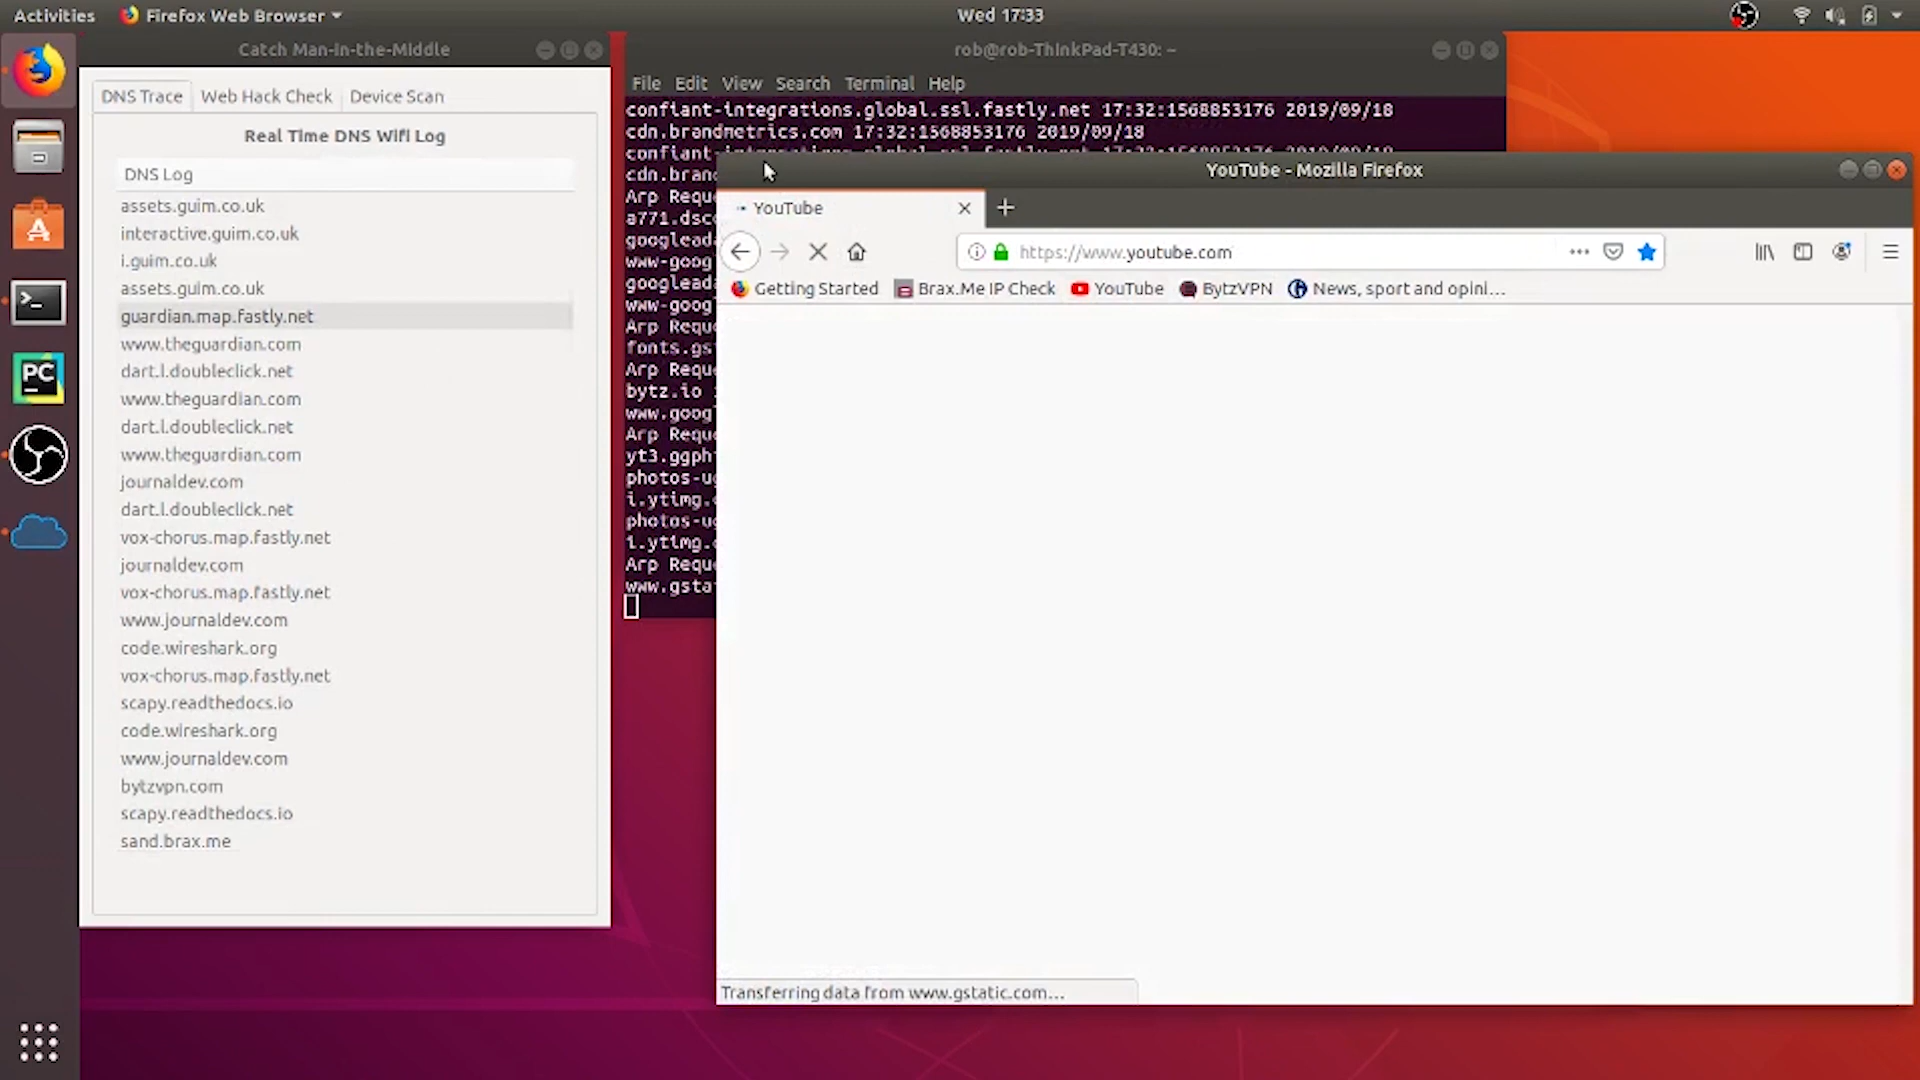 Activities
Firefox Web Browser
Wed 17:33
Catch Man-in-the-Middle
DNS Trace
Web Hack Check
Device Scan
Real Time DNS Wifi Log
DNS Log
assets.guim.co.uk
interactive.guim.co.uk
i.guim.co.uk
assets.guim.co.uk
guardian.map.fastly.net
www.theguardian.com
dart.l.doubleclick.net
www.theguardian.com
dart.l.doubleclick.net
www.theguardian.com
journaldev.com
dart.l.doubleclick.net
vox-chorus.map.fastly.net
journaldev.com
vox-chorus.map.fastly.net
www.journaldev.com
code.wireshark.org
vox-chorus.map.fastly.net
scapy.readthedocs.io
code.wireshark.org
www.journaldev.com
bytzvpn.com
scapy.readthedocs.io
sand.brax.me
rob@rob-ThinkPad-T430: ~
File Edit View Search Terminal Help
confiant-integrations.global.ssl.fastly.net 17:32:1568853176 2019/09/18
cdn.brandmetrics.com 17:32:1568853176 2019/09/18
cdn.bran
Arp Requ
a771.dsc
googlead
www-goog
googlead
www-goog
Arp Requ
fonts.gs
Arp Requ
bytz.io
www.goog
Arp Requ
yt3.ggph
photos-u
i.ytimg.
photos-u
i.ytimg.
Arp Requ
www.gsta
YouTube - Mozilla Firefox
YouTube
https://www.youtube.com
Getting Started
Brax.Me IP Check
YouTube
BytzVPN
News, sport and opini...
Transferring data from www.gstatic.com...
PC
A